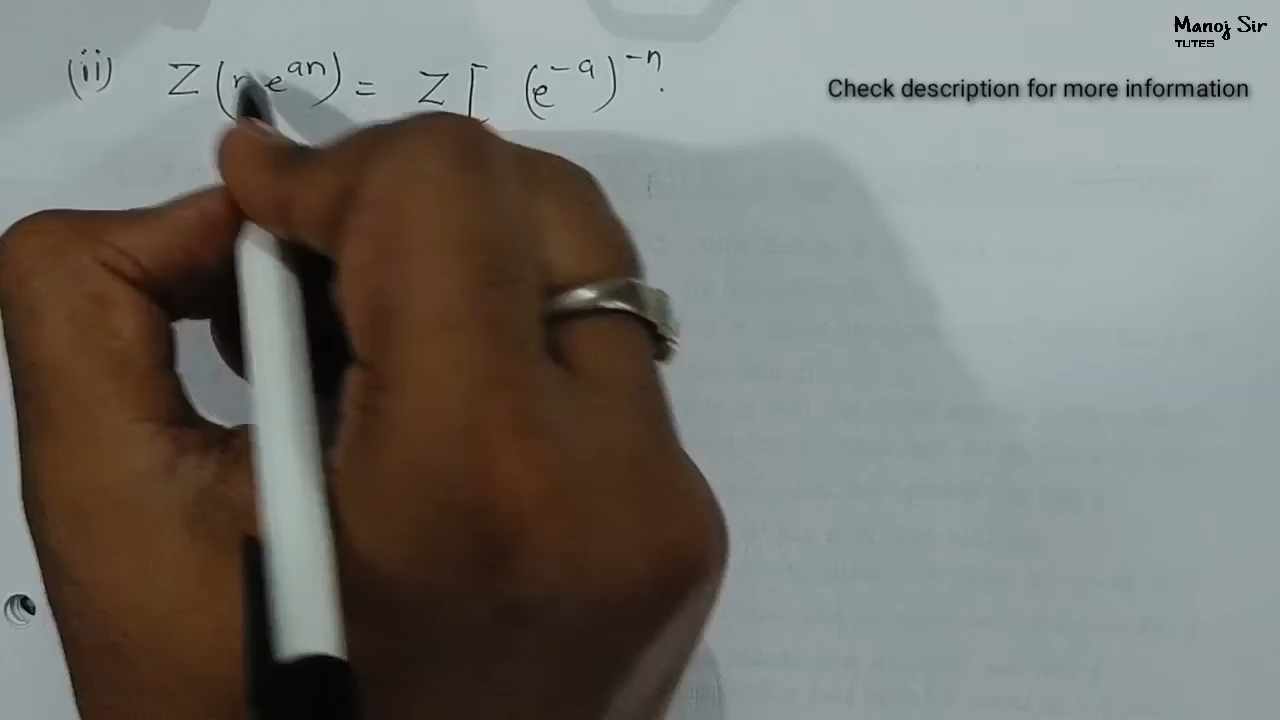 Manoj Sir
TUTES
(ii) Z(n e^{an}) = Z[ (e^{-a})^{-n}.
Check description for more information